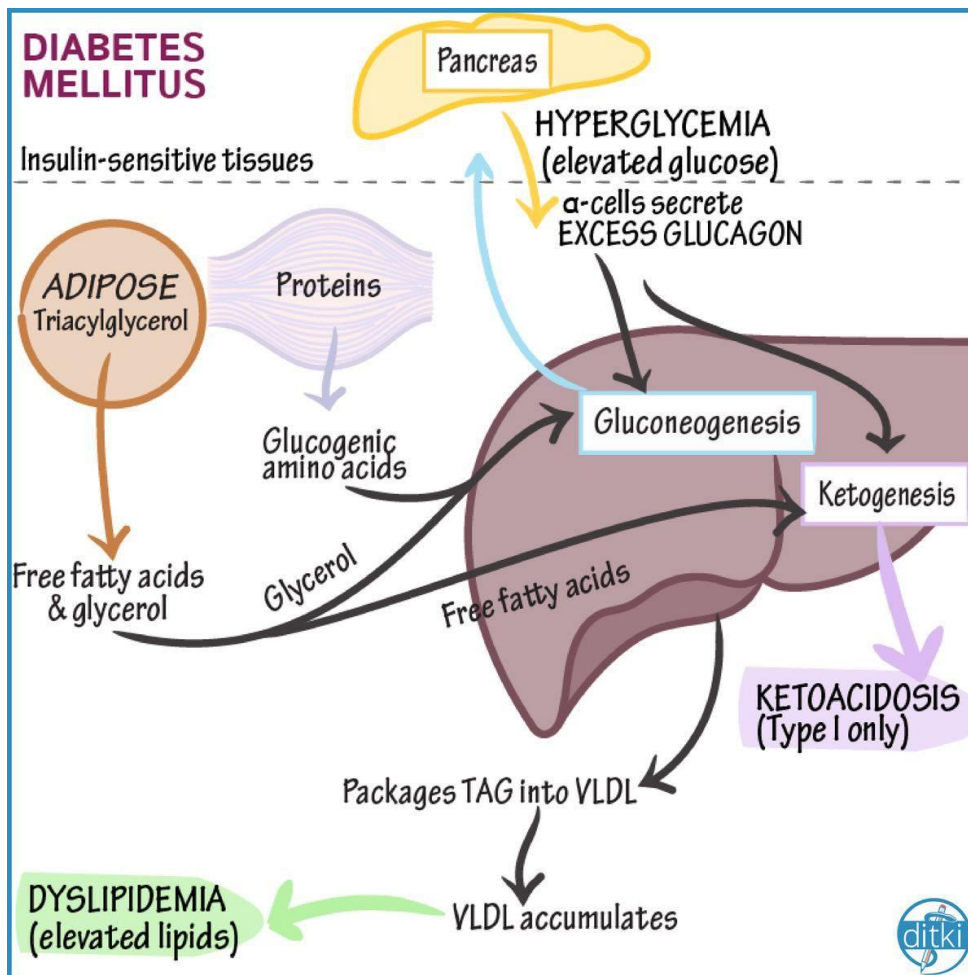 DIABETES
MELLITUS
Pancreas
HYPERGLYCEMIA
(elevated glucose)
Insulin-sensitive tissues
α-cells secrete
EXCESS GLUCAGON
ADIPOSE
Triacylglycerol
Proteins
Gluconeogenesis
Glucogenic
amino acids
Ketogenesis
Free fatty acids
& glycerol
Glycerol
Free fatty acids
KETOACIDOSIS
(Type I only)
Packages TAG into VLDL
DYSLIPIDEMIA
(elevated lipids)
VLDL accumulates
ditki